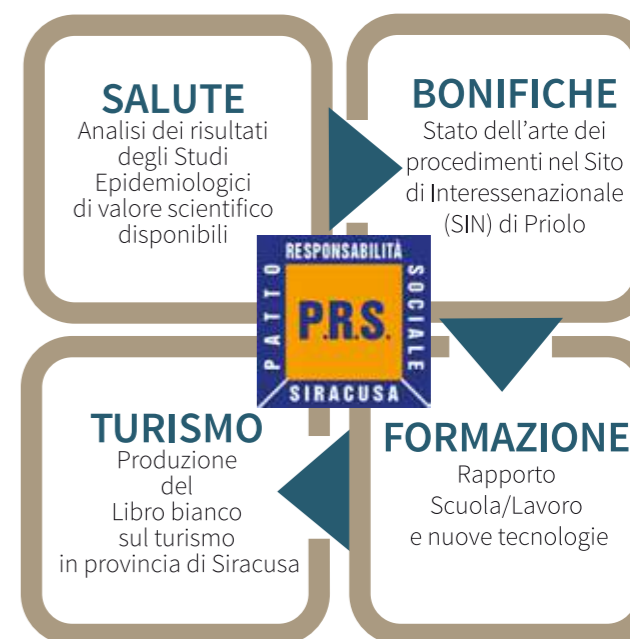 SALUTE
Analisi dei risultati
degli Studi
Epidemiologici
di valore scientifico
disponibili
BONIFICHE
Stato dell'arte dei
procedimenti nel Sito
di Interessenazionale
(SIN) di Priolo
RESPONSABILITÀ
PATTO
SOCIALE
P.R.S.
SIRACUSA
TURISMO
Produzione
del
Libro bianco
sul turismo
in provincia di Siracusa
FORMAZIONE
Rapporto
Scuola/Lavoro
e nuove tecnologie